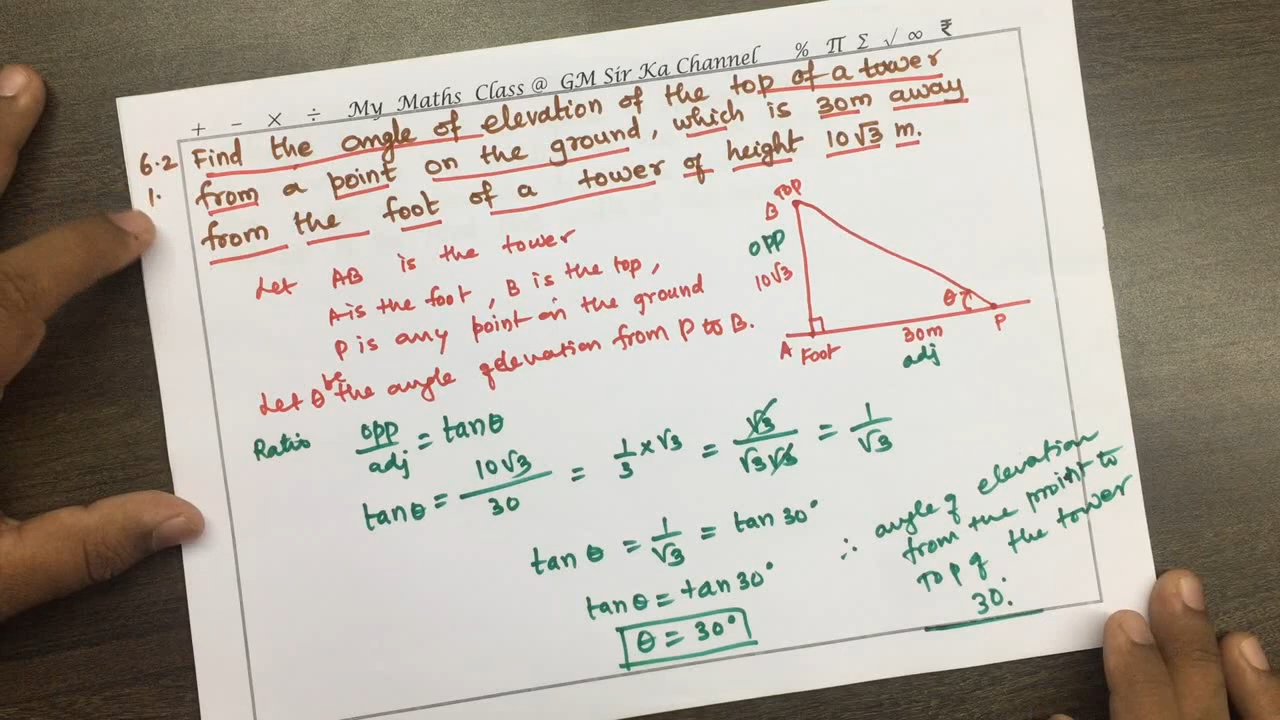 + − × ÷ My Maths Class @ GM Sir Ka Channel % Π Σ √ ∞ ₹
6.2 Find the angle of elevation of the top of a tower
1. from a point on the ground, which is 30m away
from the foot of a tower of height 10√3 m.
Let AB is the tower
A is the foot, B is the top,
P is any point on the ground
Let θ be the angle of elevation from P to B.
TOP
B
OPP
10√3
θ
A Foot
30m
adj
P
Ratio opp/adj = tanθ
tanθ = 10√3/30 = 1/3 × √3 = √3/√3√3 = 1/√3
tan θ = 1/√3 = tan 30°
tanθ = tan 30°
θ = 30°
∴ angle of elevation
from the point to
TOP of the tower
30.